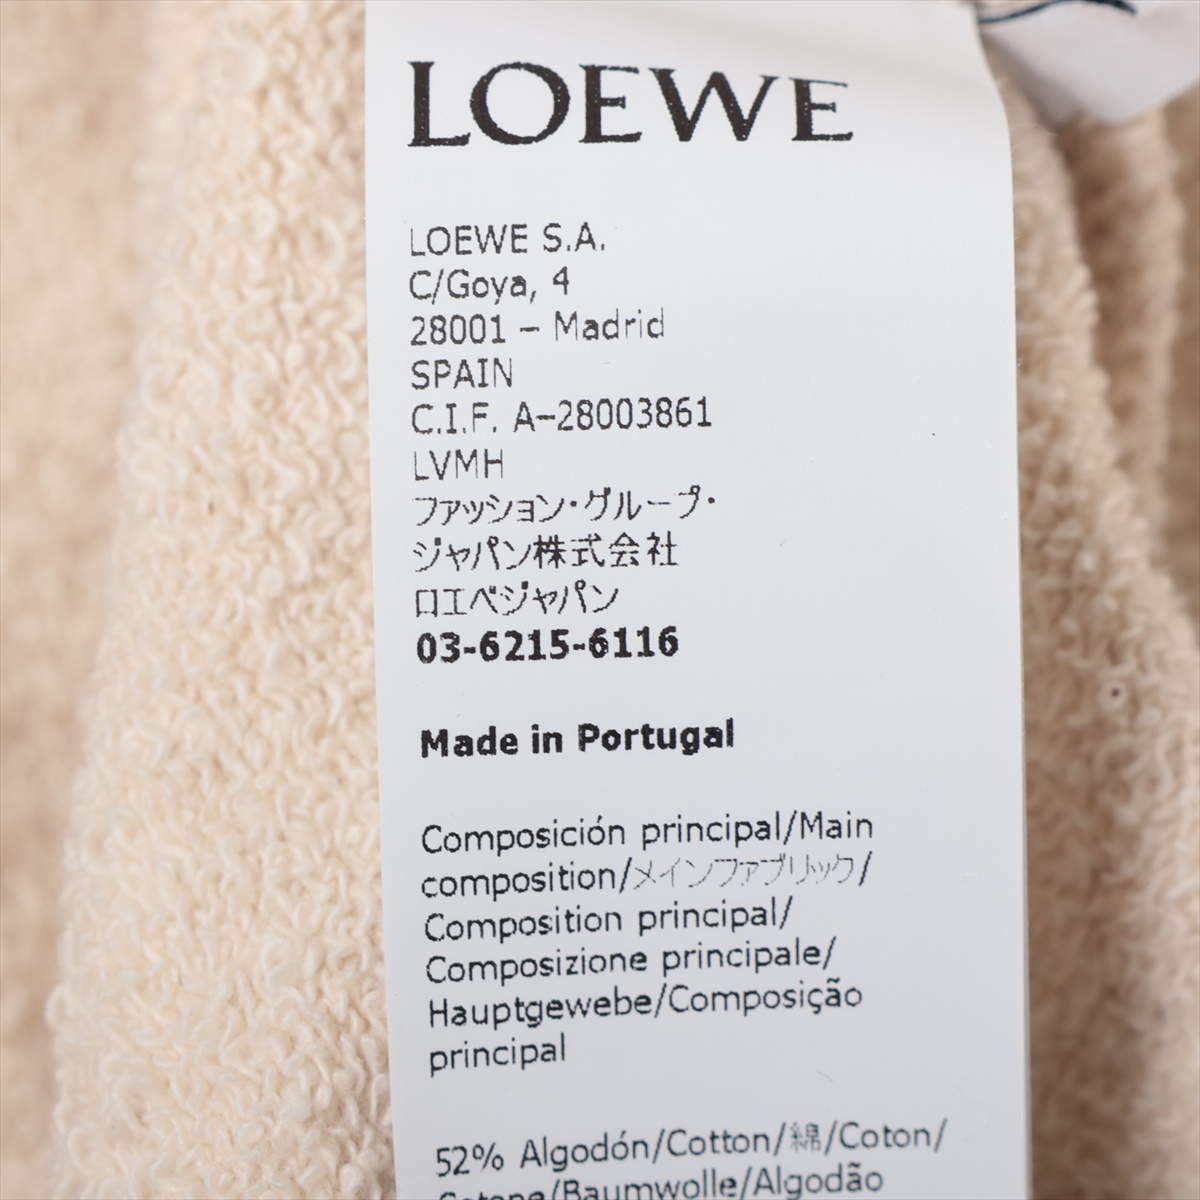 LOEWE
LOEWE S.A.
C/Goya, 4
28001 – Madrid
SPAIN
C.I.F. A–28003861
LVMH
ファッション・グループ・
ジャパン株式会社
ロエベジャパン
03-6215-6116
Made in Portugal
Composición principal/Main
composition/メインファブリック/
Composition principal/
Composizione principale/
Hauptgewebe/Composição
principal
52% Algodón/Cotton/綿/Coton/
Cotone/Baumwolle/Algodão